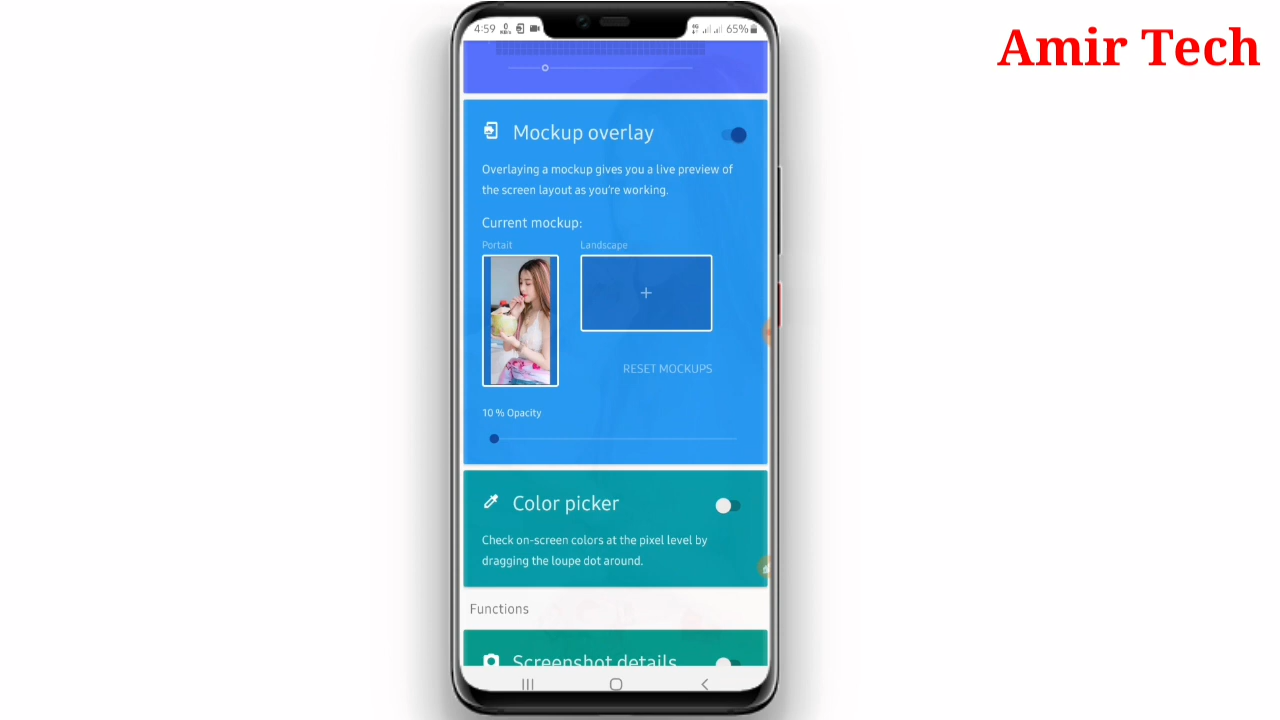 Amir Tech
4:59
65%
Mockup overlay
Overlaying a mockup gives you a live preview of
the screen layout as you're working.
Current mockup:
Portait
Landscape
+
RESET MOCKUPS
10 % Opacity
Color picker
Check on-screen colors at the pixel level by
dragging the loupe dot around.
Functions
Screenshot details